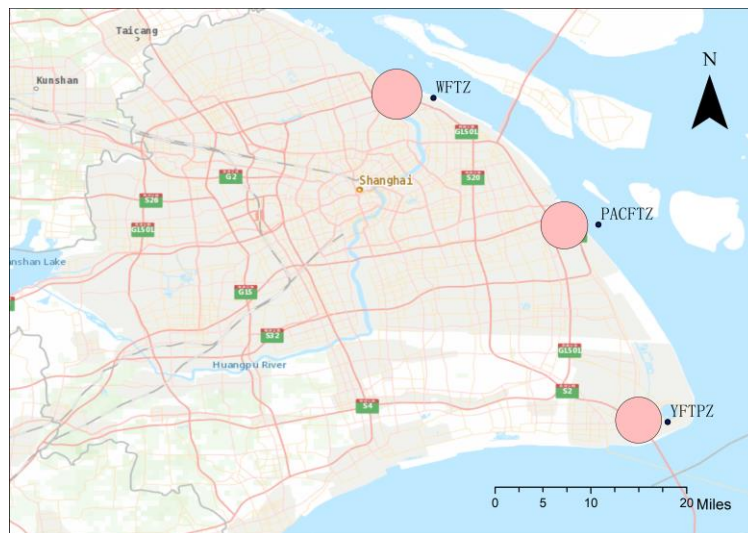 Taicang
Kunshan
WFTZ
N
G1501
G2
S20
Shanghai
S26
G1501
PACFTZ
nshan Lake
G15
S32
G1501
Huangpu River
S2
S4
YFTPZ
0 5 10 20 Miles